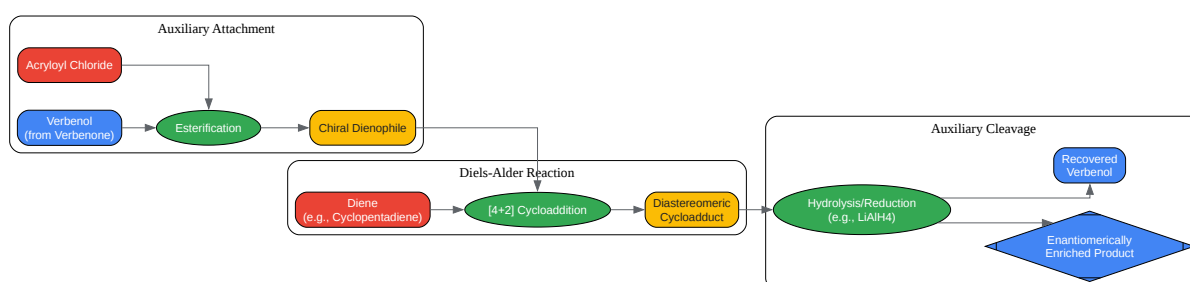 Auxiliary Attachment
Acryloyl Chloride
Verbenol
(from Verbenone)
Esterification
Chiral Dienophile
Diels-Alder Reaction
Diene
(e.g., Cyclopentadiene)
[4+2] Cycloaddition
Diastereomeric
Cycloadduct
Auxiliary Cleavage
Hydrolysis/Reduction
(e.g., LiAlH4)
Recovered
Verbenol
Enantiomerically
Enriched Product